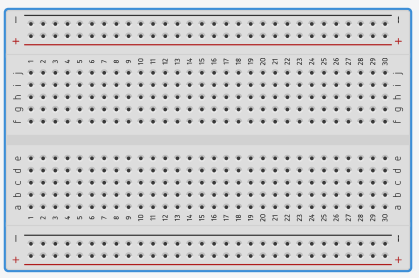 − −
+ +
1 2 3 4 5 6 7 8 9 10 11 12 13 14 15 16 17 18 19 20 21 22 23 24 25 26 27 28 29 30
j j
i i
h h
g g
f f
e e
d d
c c
b b
a a
1 2 3 4 5 6 7 8 9 10 11 12 13 14 15 16 17 18 19 20 21 22 23 24 25 26 27 28 29 30
− −
+ +